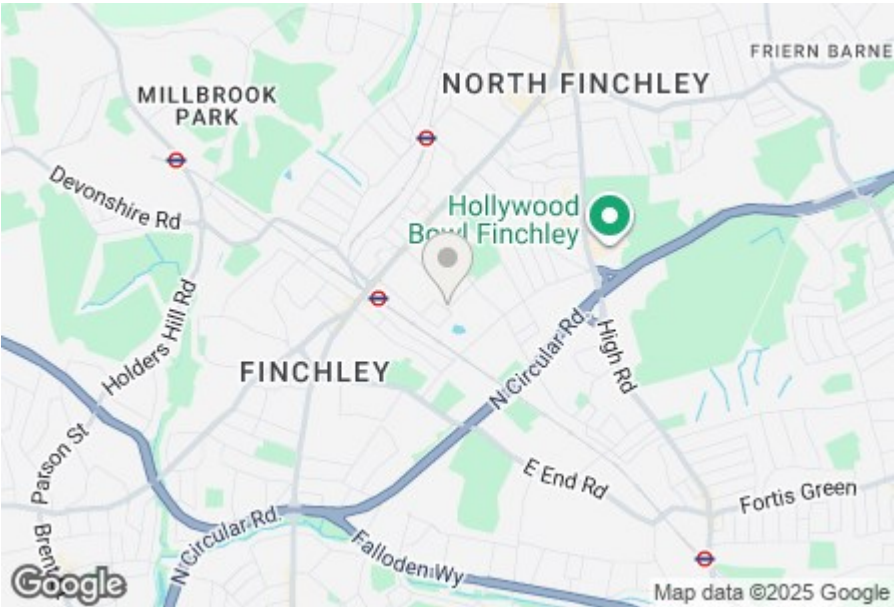 FRIERN BARNE
NORTH FINCHLEY
MILLBROOK
PARK
Devonshire Rd
Hollywood
Bowl Finchley
Holders Hill Rd
N Circular Rd.
High Rd
FINCHLEY
Parson St
E End Rd
Fortis Green
Brent
N Circular Rd.
Falloden Wy
Google
Map data ©2025 Google